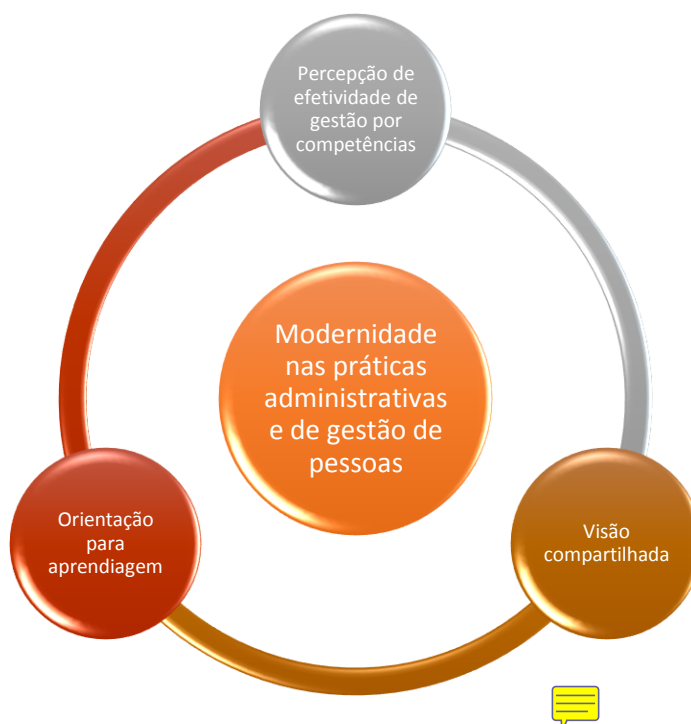 Percepção de
efetividade de
gestão por
competências
Modernidade
nas práticas
administrativas
e de gestão de
pessoas
Orientação
para
aprendiagem
Visão
compartilhada